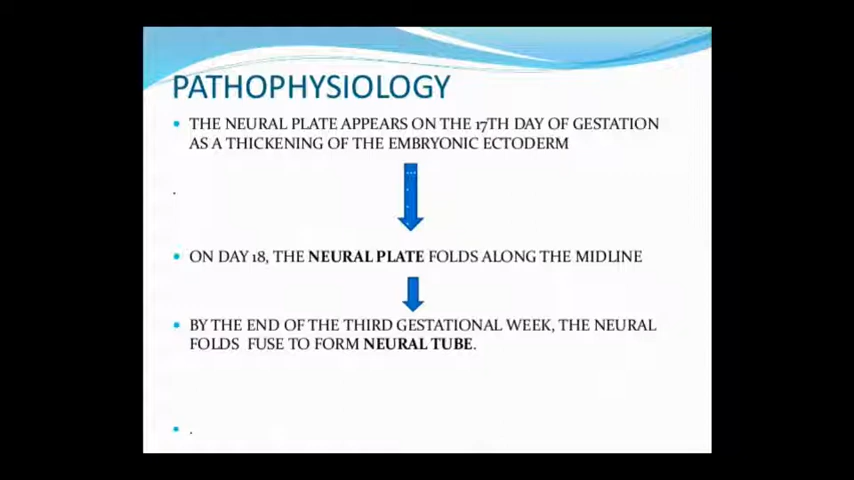 PATHOPHYSIOLOGY
• THE NEURAL PLATE APPEARS ON THE 17TH DAY OF GESTATION
AS A THICKENING OF THE EMBRYONIC ECTODERM
.
• ON DAY 18, THE NEURAL PLATE FOLDS ALONG THE MIDLINE
• BY THE END OF THE THIRD GESTATIONAL WEEK, THE NEURAL
FOLDS FUSE TO FORM NEURAL TUBE.
• .